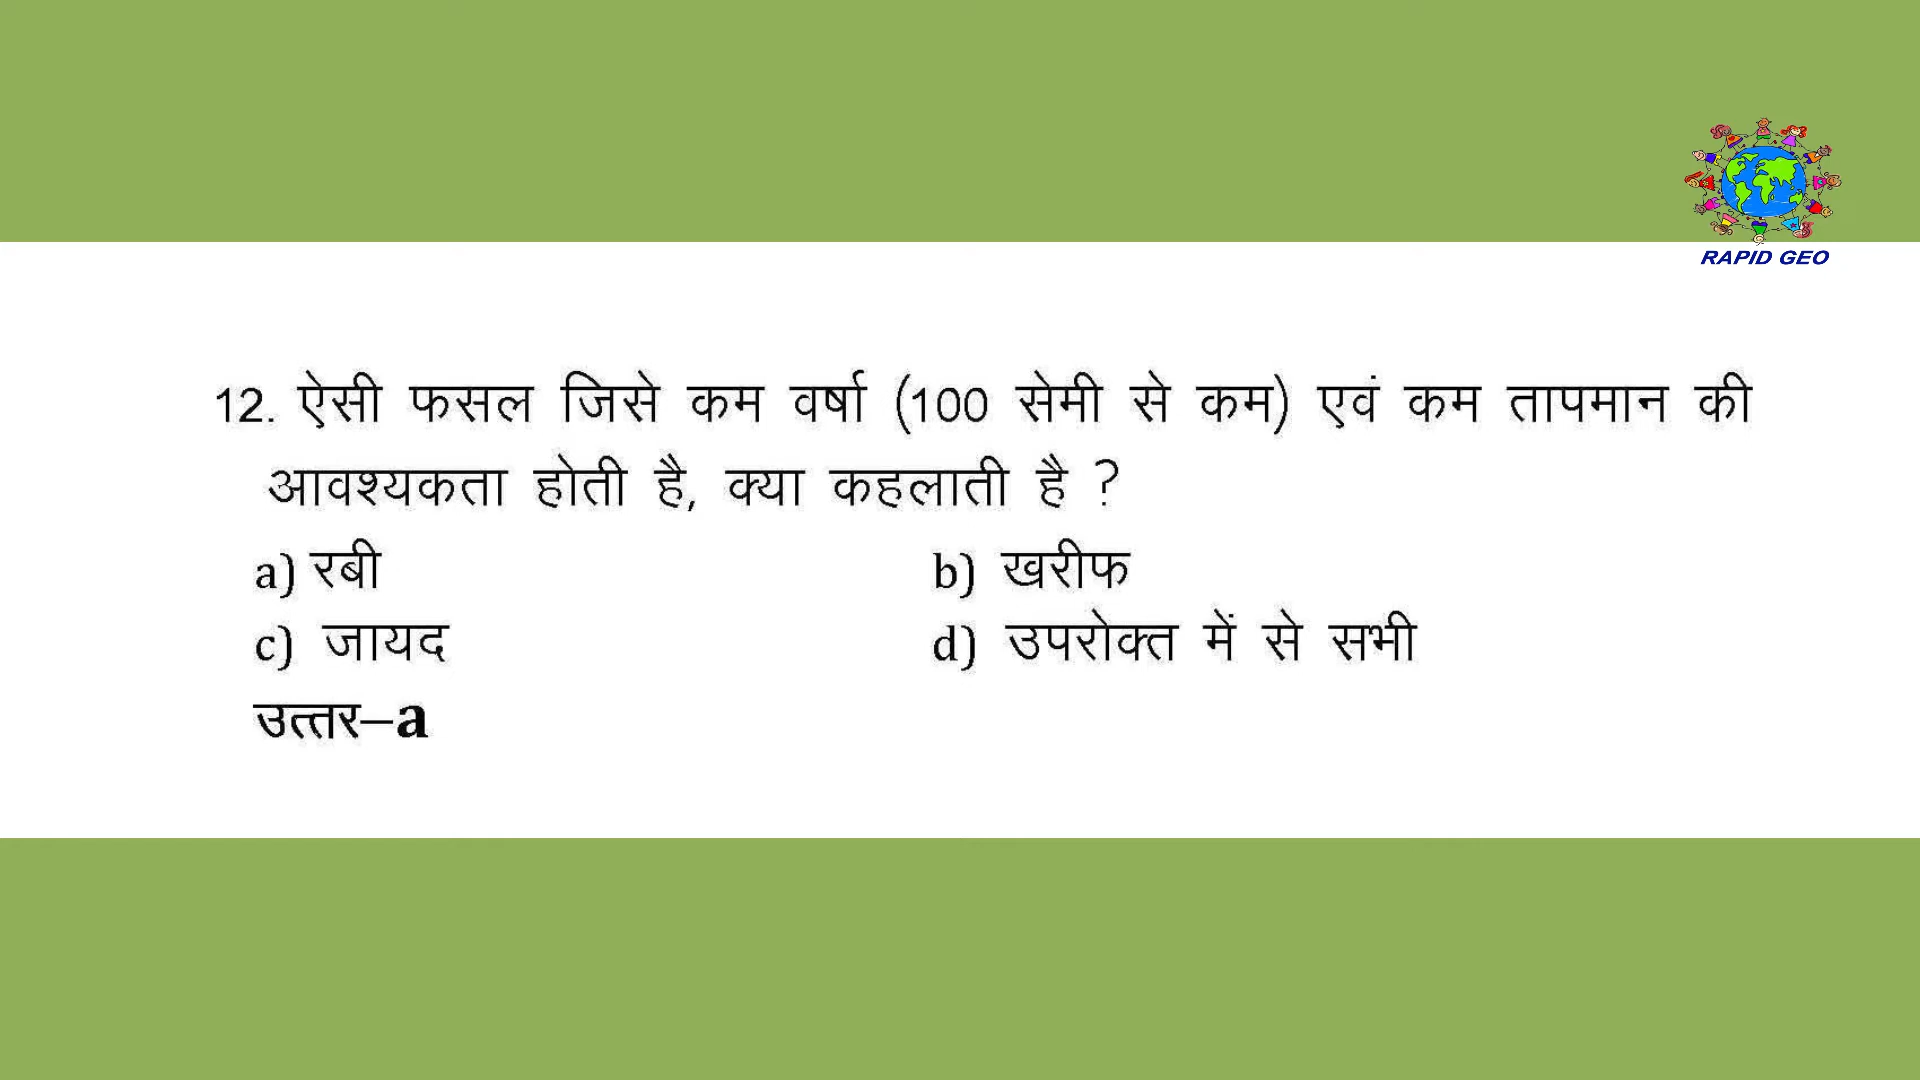 RAPID GEO
12. ऐसी फसल जिसे कम वर्षा (100 सेमी से कम) एवं कम तापमान की
आवश्यकता होती है, क्या कहलाती है ?
a) रबी b) खरीफ
c) जायद d) उपरोक्त में से सभी
उत्तर–a